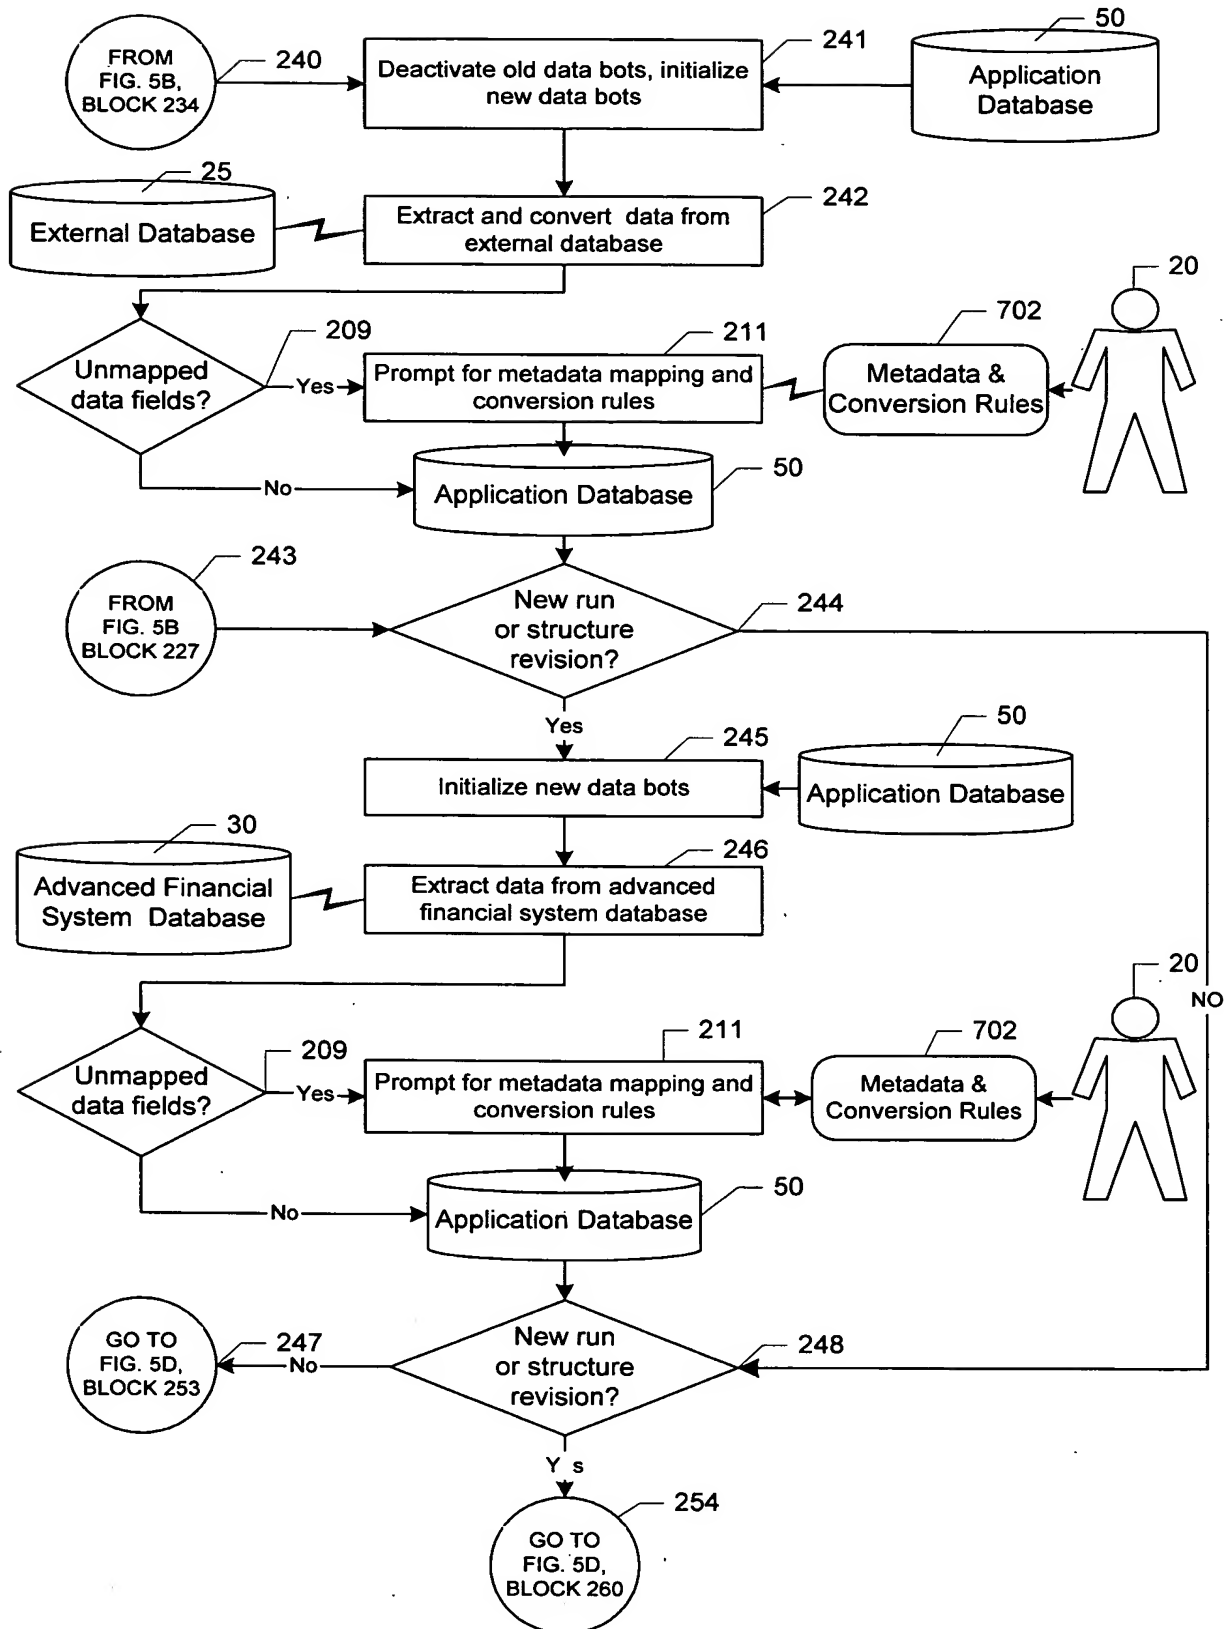 FROM
FIG. 5B,
BLOCK 234
240
Deactivate old data bots, initialize
new data bots
241
50
Application
Database
25
External Database
Extract and convert data from
external database
242
20
Unmapped
data fields?
209
Yes
211
Prompt for metadata mapping and
conversion rules
702
Metadata &
Conversion Rules
No
Application Database
50
243
FROM
FIG. 5B
BLOCK 227
New run
or structure
revision?
244
Yes
245
Initialize new data bots
50
Application Database
30
Advanced Financial
System Database
246
Extract data from advanced
financial system database
20
NO
Unmapped
data fields?
209
Yes
211
Prompt for metadata mapping and
conversion rules
702
Metadata &
Conversion Rules
No
Application Database
50
GO TO
FIG. 5D,
BLOCK 253
247
No
New run
or structure
revision?
248
Y s
254
GO TO
FIG. 5D,
BLOCK 260